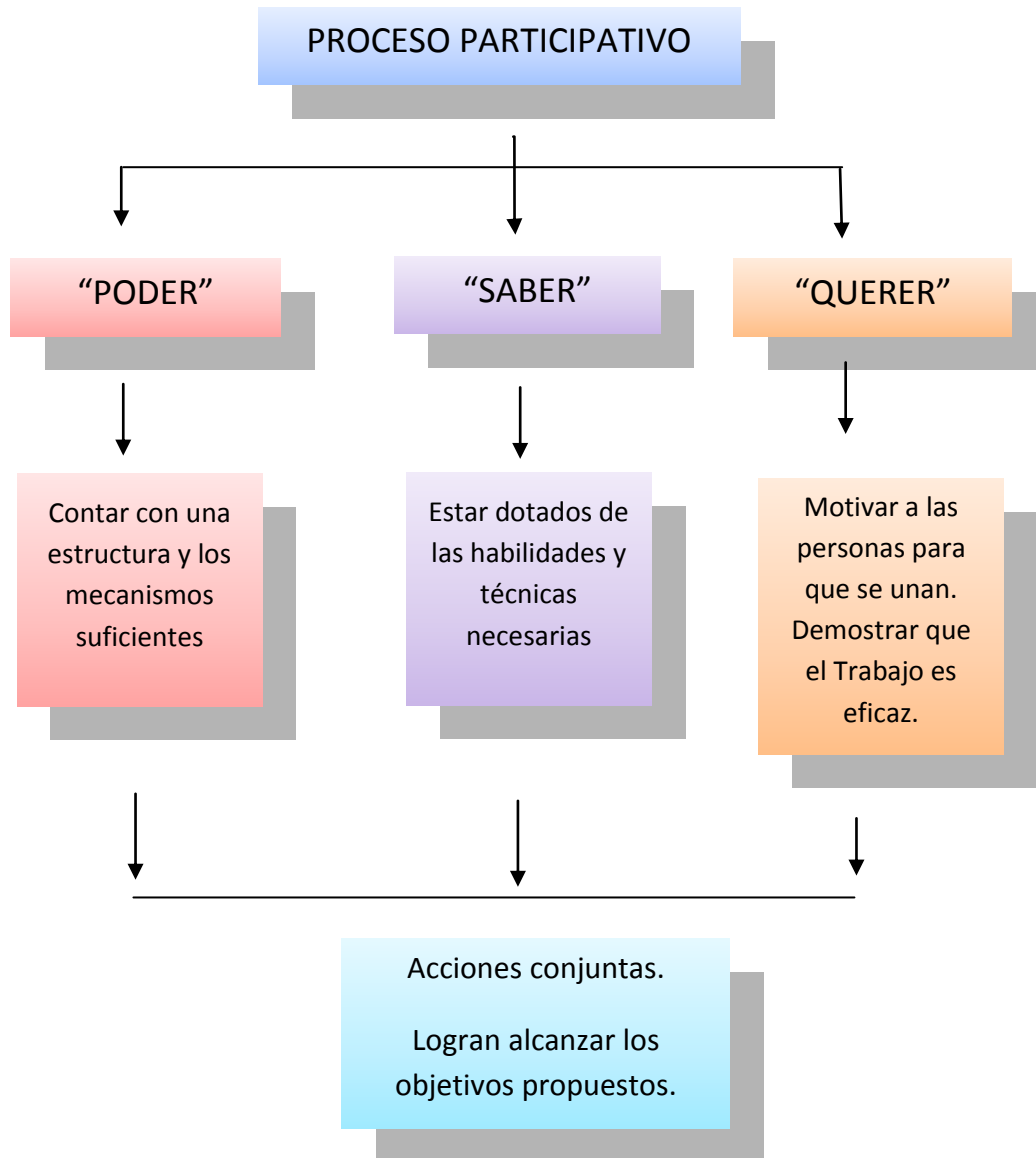 PROCESO PARTICIPATIVO
“PODER”
“SABER”
“QUERER”
Contar con una
estructura y los
mecanismos
suficientes
Estar dotados de
las habilidades y
técnicas
necesarias
Motivar a las
personas para
que se unan.
Demostrar que
el Trabajo es
eficaz.
Acciones conjuntas.
Logran alcanzar los
objetivos propuestos.